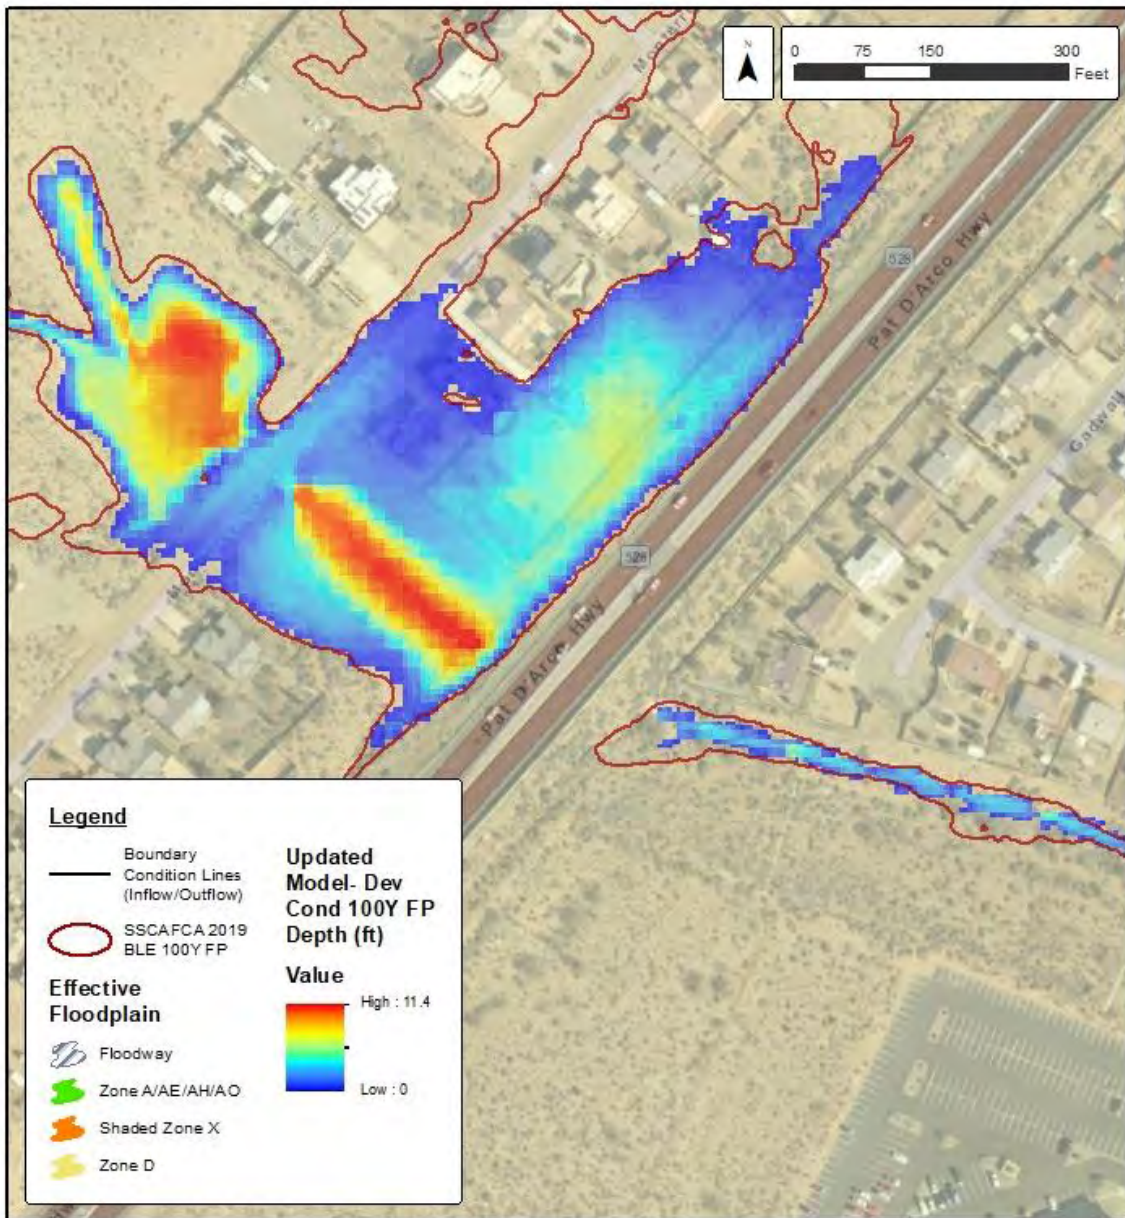 N
0 75 150 300
Feet
528
Pat D'Arco Hwy
Gadwall
528
Pat D'Arco Hwy
Legend
Boundary
Condition Lines
(Inflow/Outflow)
SSCAFCA 2019
BLE 100Y FP
Effective
Floodplain
Floodway
Zone A/AE/AH/AO
Shaded Zone X
Zone D
Updated
Model- Dev
Cond 100Y FP
Depth (ft)
Value
High : 11.4
Low : 0